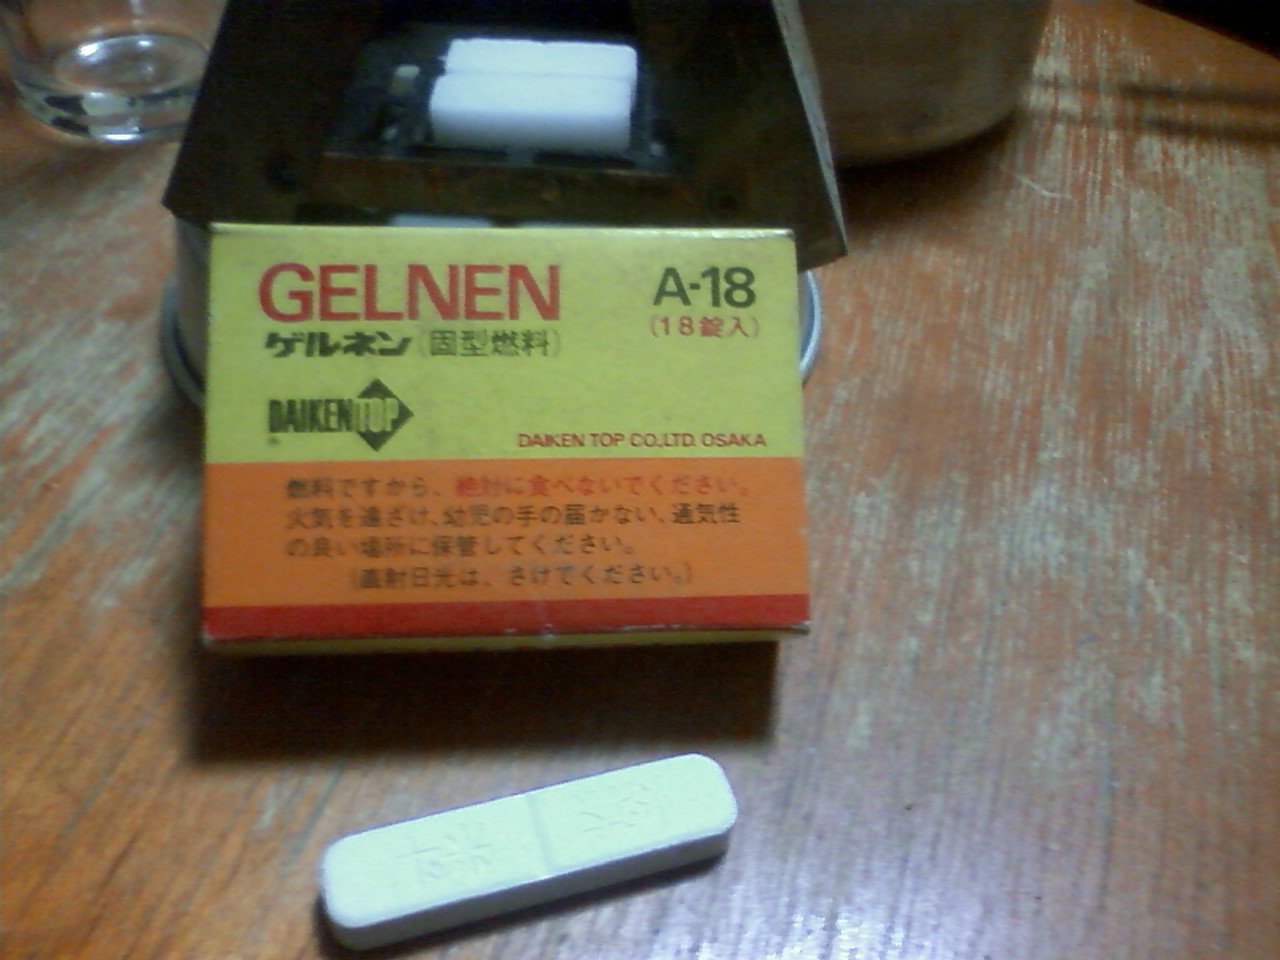 GELNEN
A-18
(18錠入)
ゲルネン(固型燃料)
DAIKEN TOP
DAIKEN TOP CO.,LTD. OSAKA
燃料ですから、絶対に食べないでください。
火気を遠ざけ、幼児の手の届かない、通気性
の良い場所に保管してください。
(直射日光は、さけてください。)